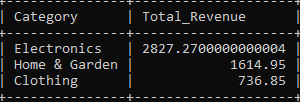 | Category | Total_Revenue |
| Electronics | 2827.2700000000004 |
| Home & Garden | 1614.95 |
| Clothing | 736.85 |